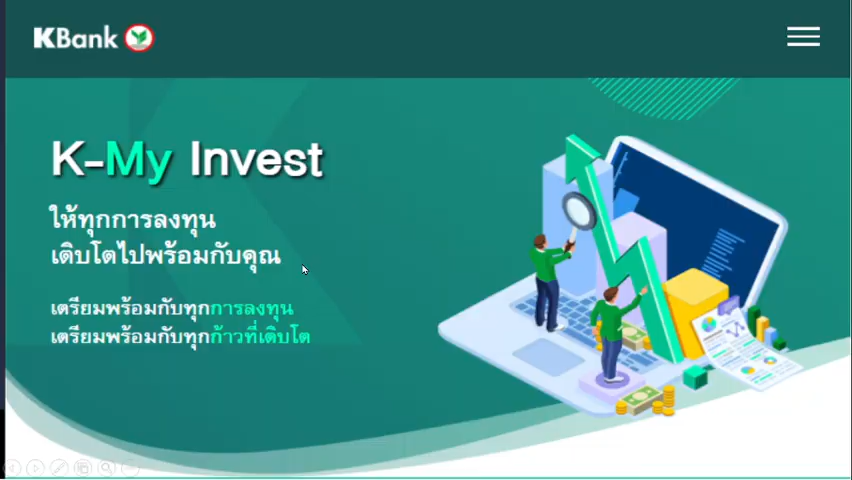 KBank
K-My Invest
ให้ทุกการลงทุน
เติบโตไปพร้อมกับคุณ
เตรียมพร้อมกับทุกการลงทุน
เตรียมพร้อมกับทุกก้าวที่เติบโต